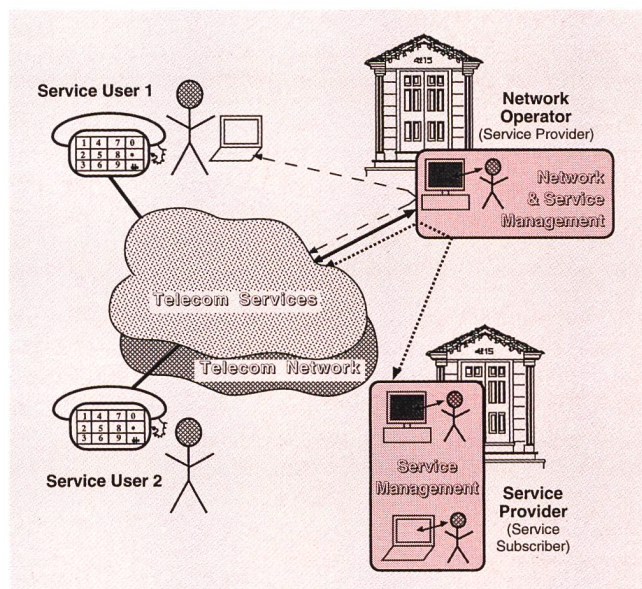 Service User 1
1 4 7 0
2 5 8 *
3 6 9 #
4t15
Network
Operator
(Service Provider)
Network
& Service
Management
Telecom Services
Telecom Network
1 4 7 0
2 5 8 *
3 6 9 #
Service User 2
4t15
Service
Management
Service
Provider
(Service
Subscriber)